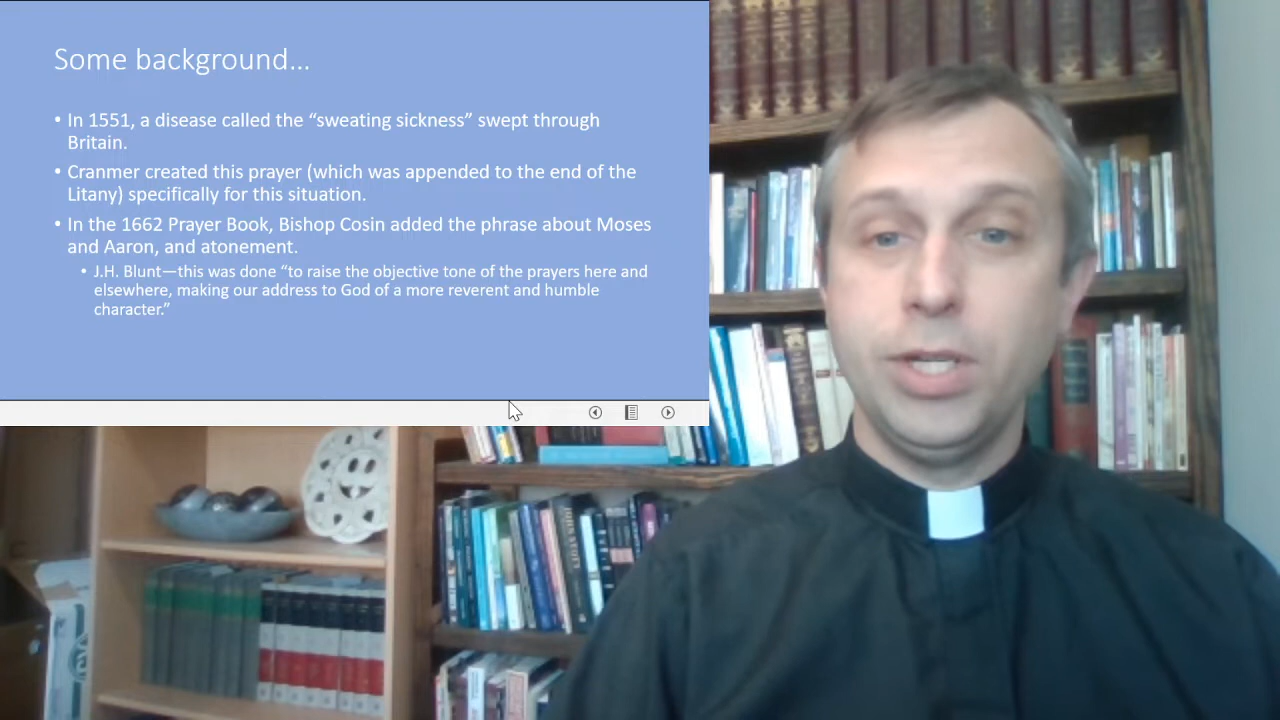 Some background...
• In 1551, a disease called the “sweating sickness” swept through
Britain.
• Cranmer created this prayer (which was appended to the end of the
Litany) specifically for this situation.
• In the 1662 Prayer Book, Bishop Cosin added the phrase about Moses
and Aaron, and atonement.
• J.H. Blunt—this was done “to raise the objective tone of the prayers here and
elsewhere, making our address to God of a more reverent and humble
character.”
JOHN STOTT